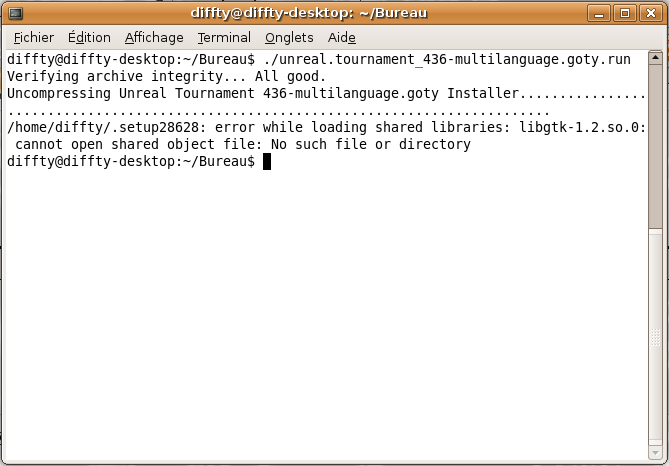 diffty@diffty-desktop: ~/Bureau
Fichier Édition Affichage Terminal Onglets Aide
diffty@diffty-desktop:~/Bureau$ ./unreal.tournament_436-multilanguage.goty.run
Verifying archive integrity... All good.
Uncompressing Unreal Tournament 436-multilanguage.goty Installer................
....................................................................
/home/diffty/.setup28628: error while loading shared libraries: libgtk-1.2.so.0:
 cannot open shared object file: No such file or directory
diffty@diffty-desktop:~/Bureau$